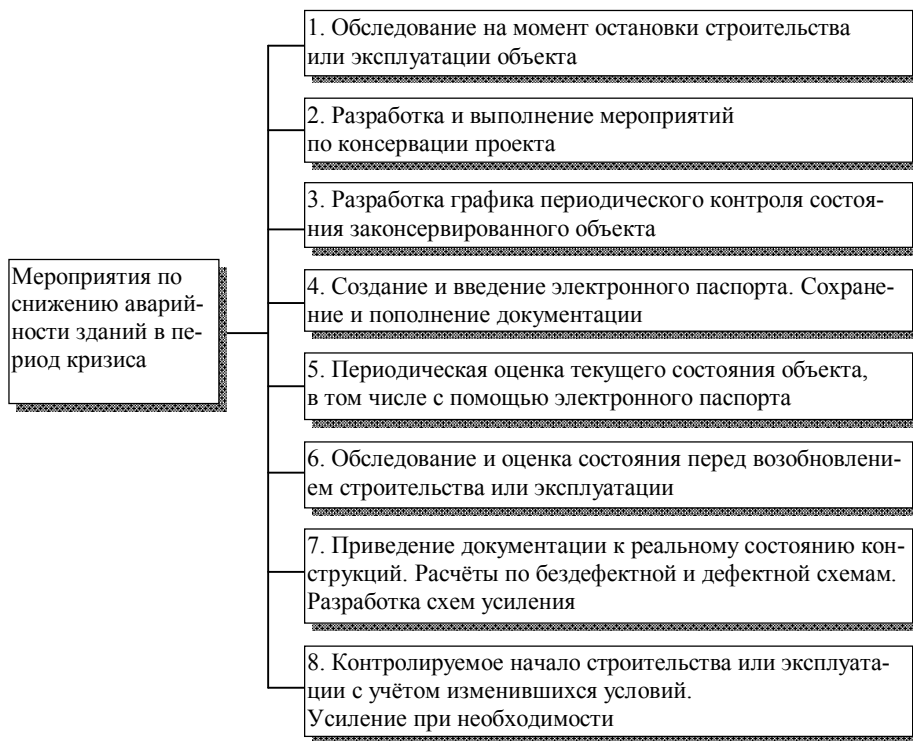 Мероприятия по
снижению аварий-
ности зданий в пе-
риод кризиса
1. Обследование на момент остановки строительства
или эксплуатации объекта
2. Разработка и выполнение мероприятий
по консервации проекта
3. Разработка графика периодического контроля состоя-
ния законсервированного объекта
4. Создание и введение электронного паспорта. Сохране-
ние и пополнение документации
5. Периодическая оценка текущего состояния объекта,
в том числе с помощью электронного паспорта
6. Обследование и оценка состояния перед возобновлени-
ем строительства или эксплуатации
7. Приведение документации к реальному состоянию кон-
струкций. Расчёты по бездефектной и дефектной схемам.
Разработка схем усиления
8. Контролируемое начало строительства или эксплуата-
ции с учётом изменившихся условий.
Усиление при необходимости